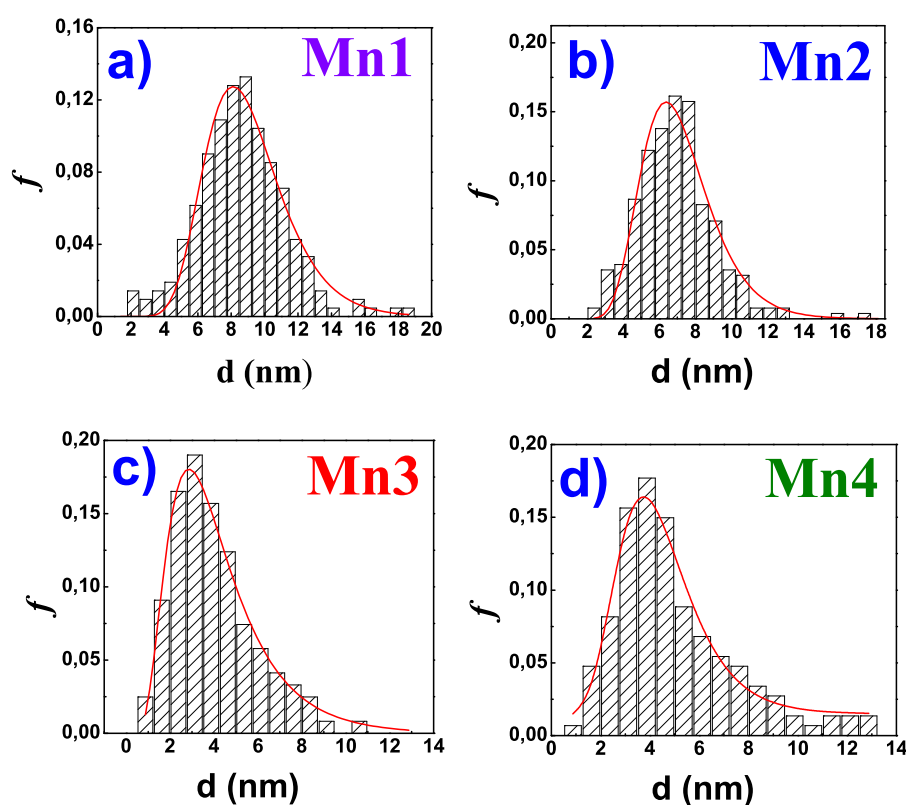 a) Mn1
0,16
0,12
0,08
0,04
0,00
f
0 2 4 6 8 10 12 14 16 18 20
d (nm)
b) Mn2
0,20
0,15
0,10
0,05
0,00
f
0 2 4 6 8 10 12 14 16 18
d (nm)
c) Mn3
0,20
0,15
0,10
0,05
0,00
f
0 2 4 6 8 10 12 14
d (nm)
d) Mn4
0,20
0,15
0,10
0,05
0,00
f
0 2 4 6 8 10 12 14
d (nm)